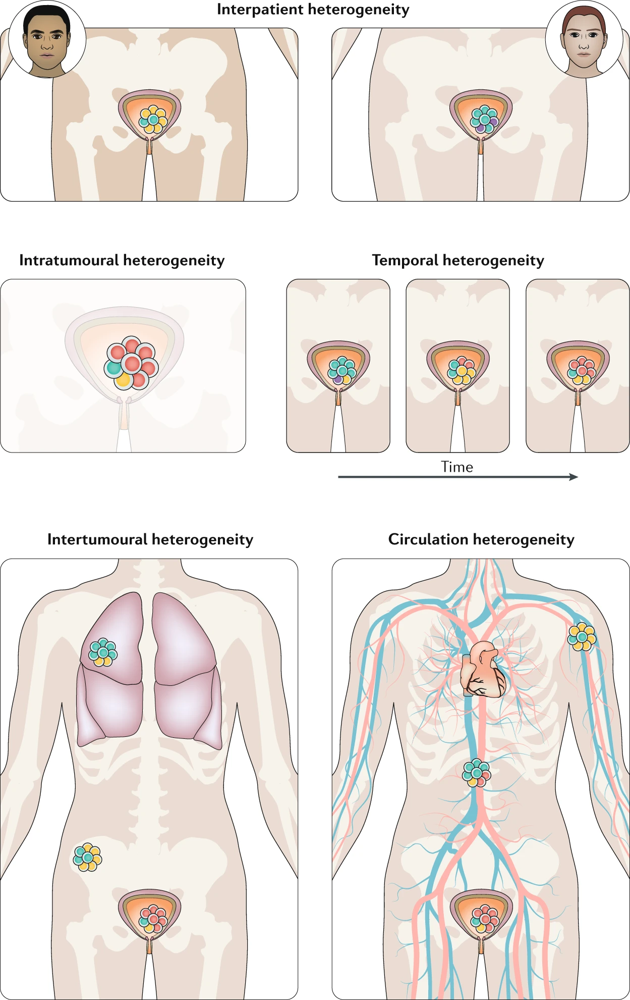 Interpatient heterogeneity
Intratumoural heterogeneity
Temporal heterogeneity
Time
Intertumoural heterogeneity
Circulation heterogeneity